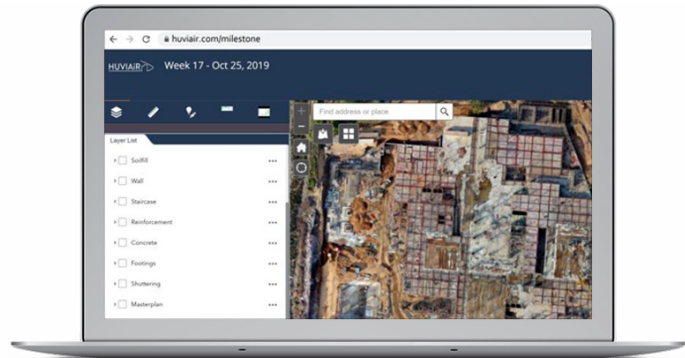 huviair.com/milestone
HUVIAIR
Week 17 - Oct 25, 2019
Find address or place
Layer List
Soilfill
Wall
Staircase
Reinforcement
Concrete
Footings
Shuttering
Masterplan